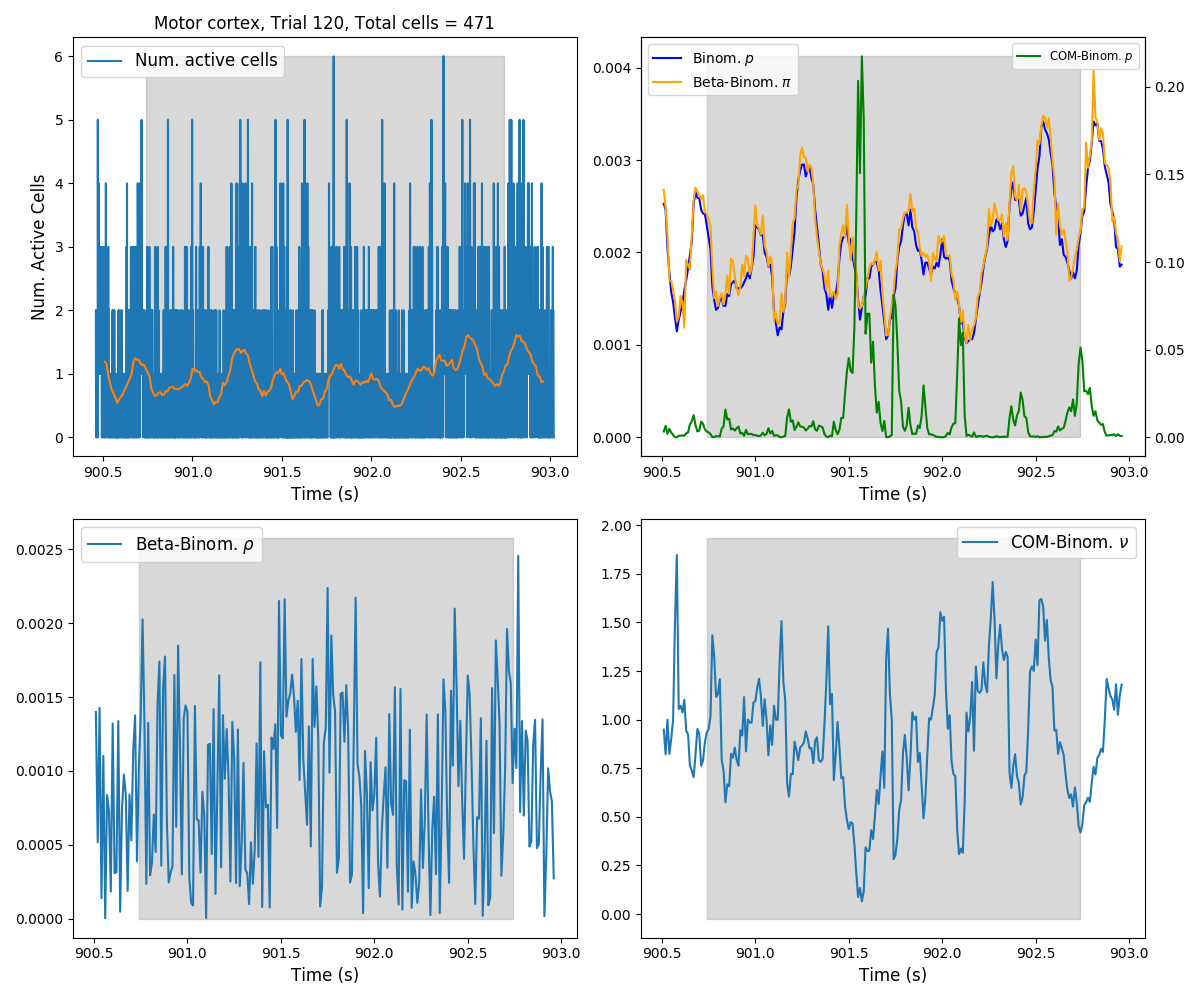 Motor cortex, Trial 120, Total cells = 471
Num. active cells
Num. Active Cells
6
5
4
3
2
1
0
900.5 901.0 901.5 902.0 902.5 903.0
Time (s)
Binom. p
Beta-Binom. π
COM-Binom. p
0.004
0.003
0.002
0.001
0.000
0.20
0.15
0.10
0.05
0.00
900.5 901.0 901.5 902.0 902.5 903.0
Time (s)
Beta-Binom. ρ
0.0025
0.0020
0.0015
0.0010
0.0005
0.0000
900.5 901.0 901.5 902.0 902.5 903.0
Time (s)
COM-Binom. ν
2.00
1.75
1.50
1.25
1.00
0.75
0.50
0.25
0.00
900.5 901.0 901.5 902.0 902.5 903.0
Time (s)